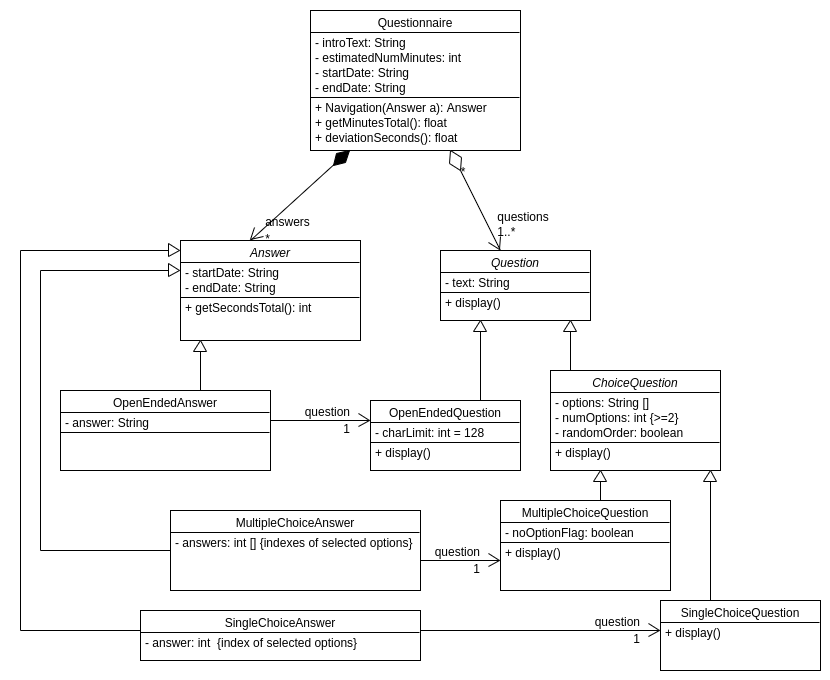 Questionnaire
- introText: String
- estimatedNumMinutes: int
- startDate: String
- endDate: String
+ Navigation(Answer a): Answer
+ getMinutesTotal(): float
+ deviationSeconds(): float
*
answers
*
questions
1..*
Answer
- startDate: String
- endDate: String
+ getSecondsTotal(): int
Question
- text: String
+ display()
OpenEndedAnswer
- answer: String
question
1
OpenEndedQuestion
- charLimit: int = 128
+ display()
ChoiceQuestion
- options: String []
- numOptions: int {>=2}
- randomOrder: boolean
+ display()
MultipleChoiceAnswer
- answers: int [] {indexes of selected options}
question
1
MultipleChoiceQuestion
- noOptionFlag: boolean
+ display()
SingleChoiceAnswer
- answer: int  {index of selected options}
question
1
SingleChoiceQuestion
+ display()